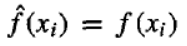 f̂(xᵢ) = f(xᵢ)